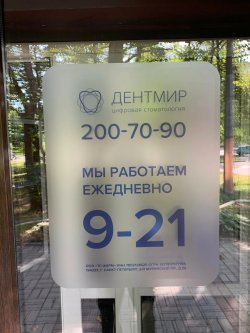 ДЕНТМИР
цифровая стоматология
200-70-90
МЫ РАБОТАЕМ
ЕЖЕДНЕВНО
9-21